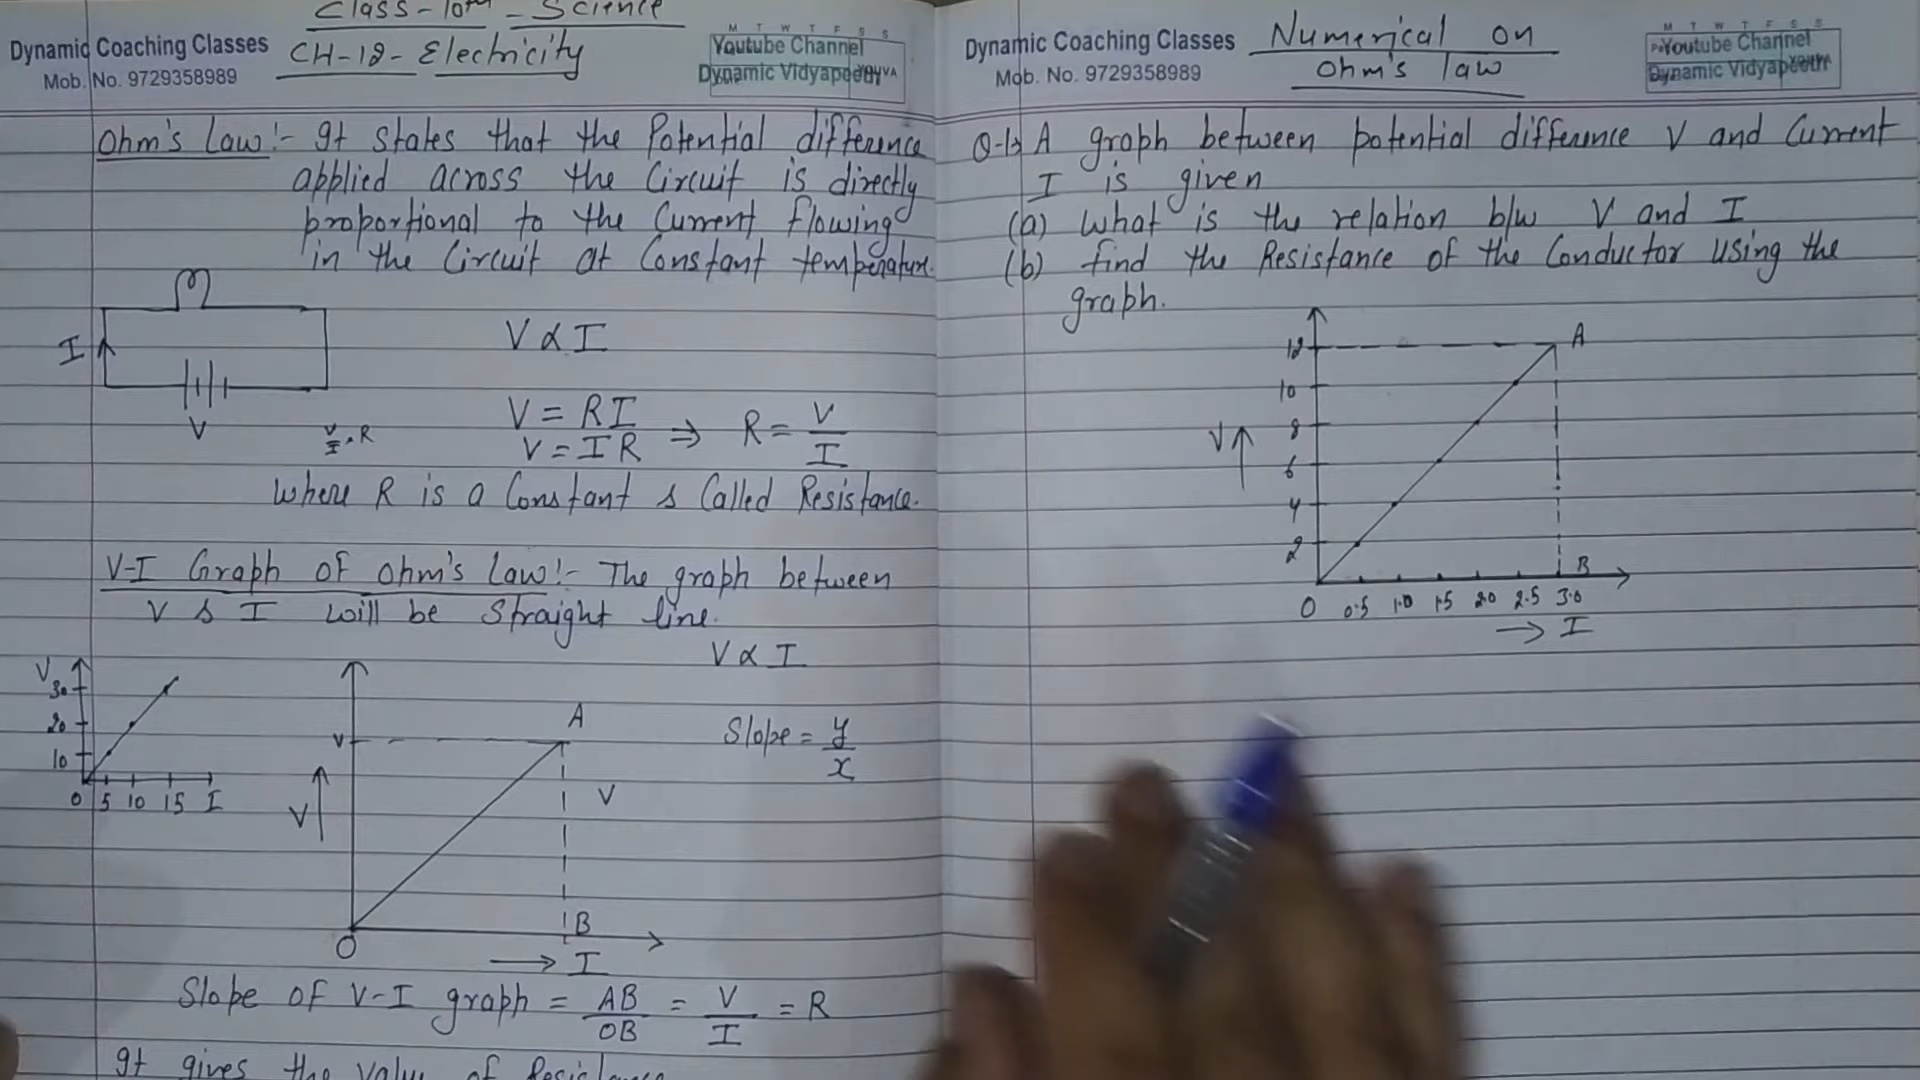 Class-10th - Science
Dynamic Coaching Classes
CH-12- Electricity
Mob. No. 9729358989
M T W T F S S
Youtube Channel
Dynamic Vidyapeeth
Ohm's Law:- It states that the Potential difference
applied across the Circuit is directly
proportional to the Current flowing
in the Circuit at Constant temperature.
I
V
V ∝ I
V = RI
V = IR ⇒ R = V/I
V/I = R
Where R is a Constant & Called Resistance.
V-I Graph of Ohm's Law:- The graph between
V & I will be straight line.
V ∝ I
V
30
20
10
0 5 10 15 I
V
V
A
V
B
O
→ I
Slope = y/x
Slope of V-I graph = AB/OB = V/I = R
It gives the value of Resistance
Dynamic Coaching Classes
Mob. No. 9729358989
Numerical on
Ohm's law
M T W T F S S
Youtube Channel
Dynamic Vidyapeeth
Q-1) A graph between potential difference V and Current
I is given
(a) What is the relation b/w V and I
(b) find the Resistance of the Conductor using the
graph.
12
10
8
6
4
2
V
A
B
0 0.5 1.0 1.5 2.0 2.5 3.0
→ I